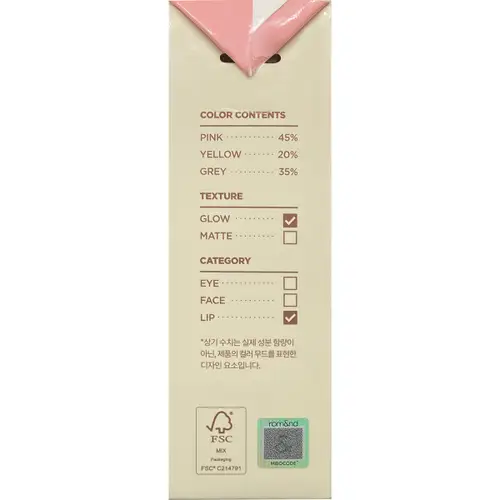 COLOR CONTENTS
PINK ........... 45%
YELLOW ....... 20%
GREY ........... 35%
TEXTURE
GLOW ..........
MATTE ..........
CATEGORY
EYE .............
FACE ...........
LIP ..............
*상기 수치는 실제 성분 함량이
아닌, 제품의 컬러 무드를 표현한
디자인 요소입니다.
FSC
MIX
Packaging
FSC® C214791
rom&nd
HIDOCODE™